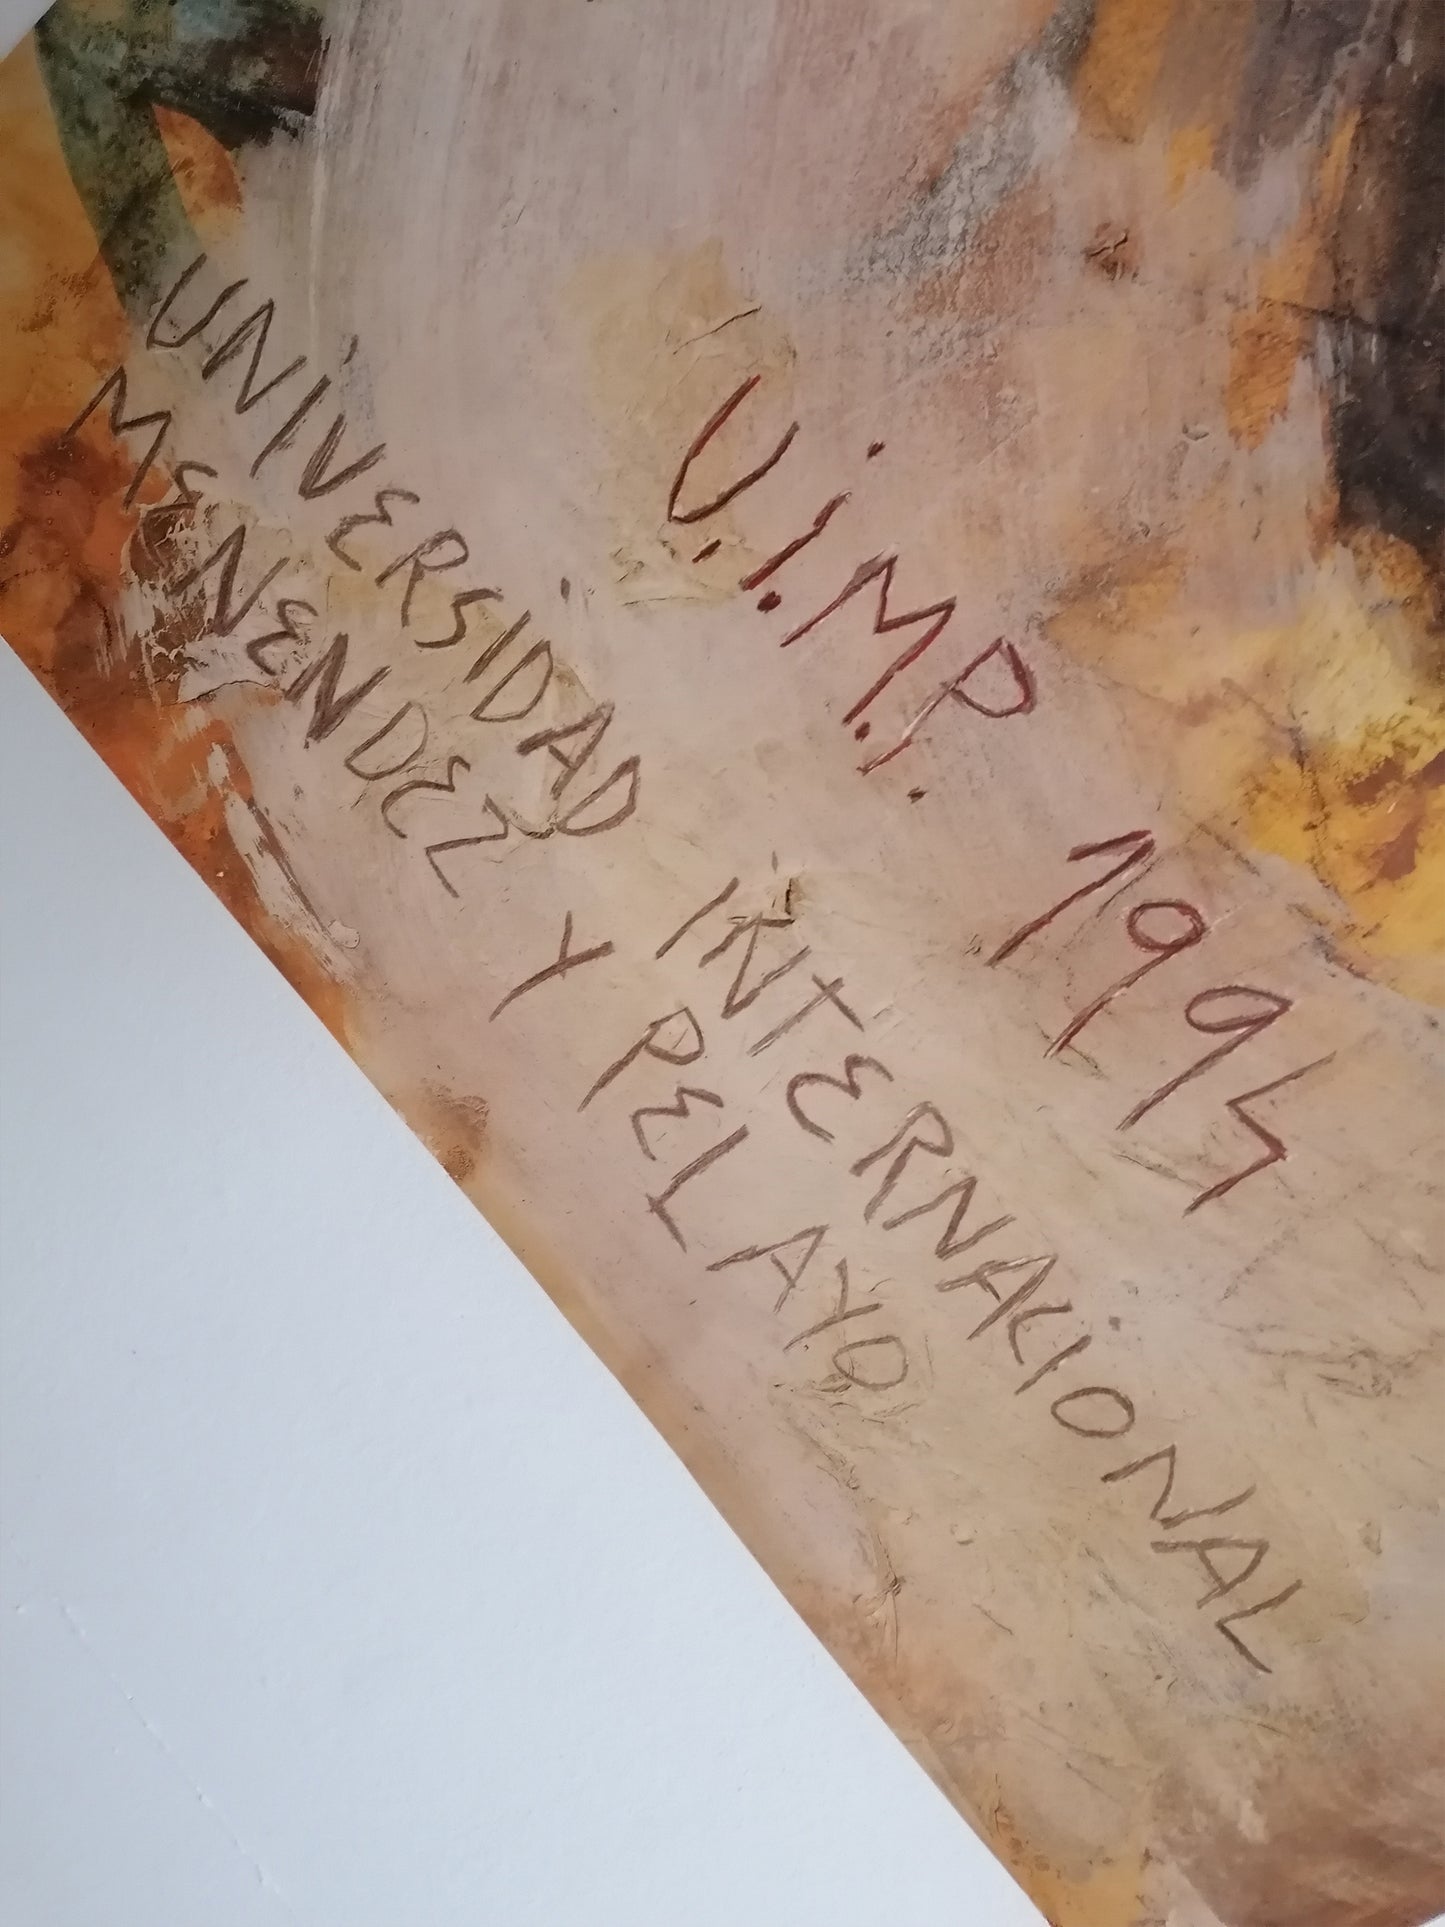 U.i.M.P. 1994
UNiVERSiDAD iNTERNACiONAL
MENENDEZ Y PELAYO